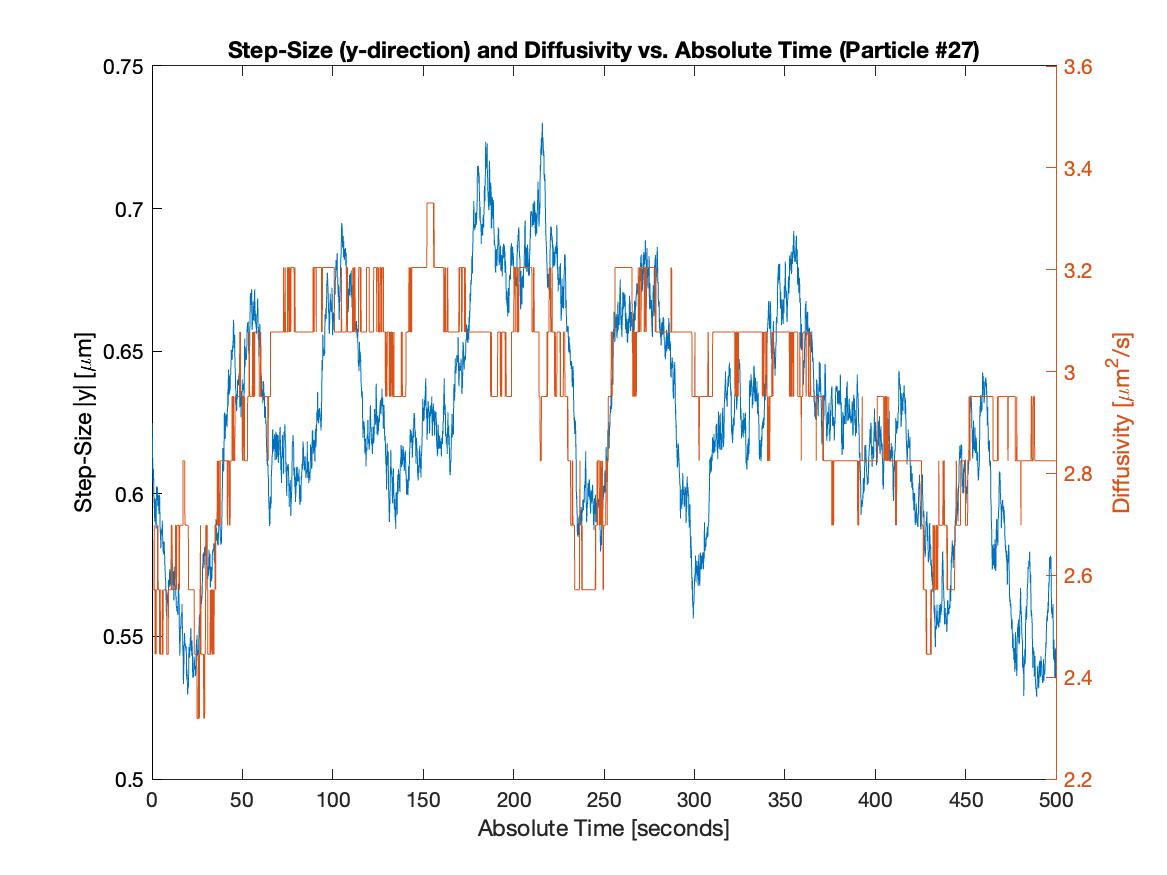 Step-Size (y-direction) and Diffusivity vs. Absolute Time (Particle #27)
0.75
0.7
0.65
0.6
0.55
0.5
Step-Size |y| [μm]
3.6
3.4
3.2
3
2.8
2.6
2.4
2.2
Diffusivity [μm²/s]
0 50 100 150 200 250 300 350 400 450 500
Absolute Time [seconds]